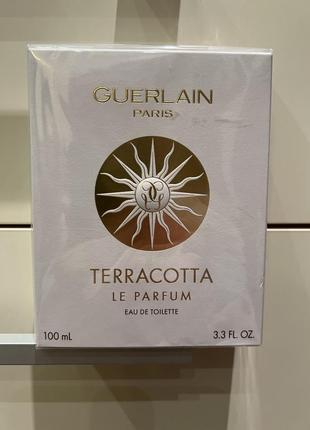 GUERLAIN
PARIS
TERRACOTTA
LE PARFUM
EAU DE TOILETTE
100 mL 3.3 FL. OZ.